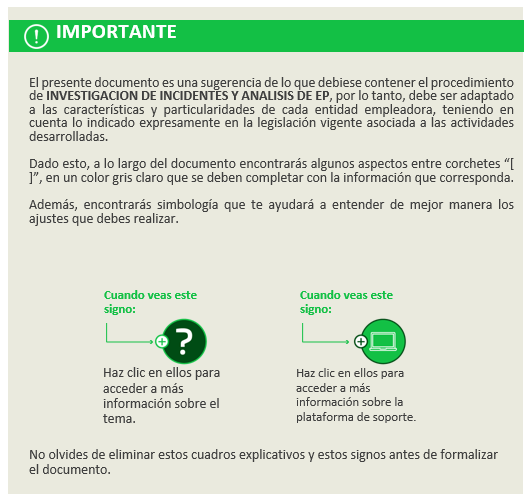 IMPORTANTE
El presente documento es una sugerencia de lo que debiese contener el procedimiento
de INVESTIGACION DE INCIDENTES Y ANALISIS DE EP, por lo tanto, debe ser adaptado
a las características y particularidades de cada entidad empleadora, teniendo en
cuenta lo indicado expresamente en la legislación vigente asociada a las actividades
desarrolladas.
Dado esto, a lo largo del documento encontrarás algunos aspectos entre corchetes “[
]”, en un color gris claro que se deben completar con la información que corresponda.
Además, encontrarás simbología que te ayudará a entender de mejor manera los
ajustes que debes realizar.
Cuando veas este
signo:
Haz clic en ellos para
acceder a más
información sobre el
tema.
Cuando veas este
signo:
Haz clic en ellos para
acceder a más
información sobre la
plataforma de soporte.
No olvides de eliminar estos cuadros explicativos y estos signos antes de formalizar
el documento.